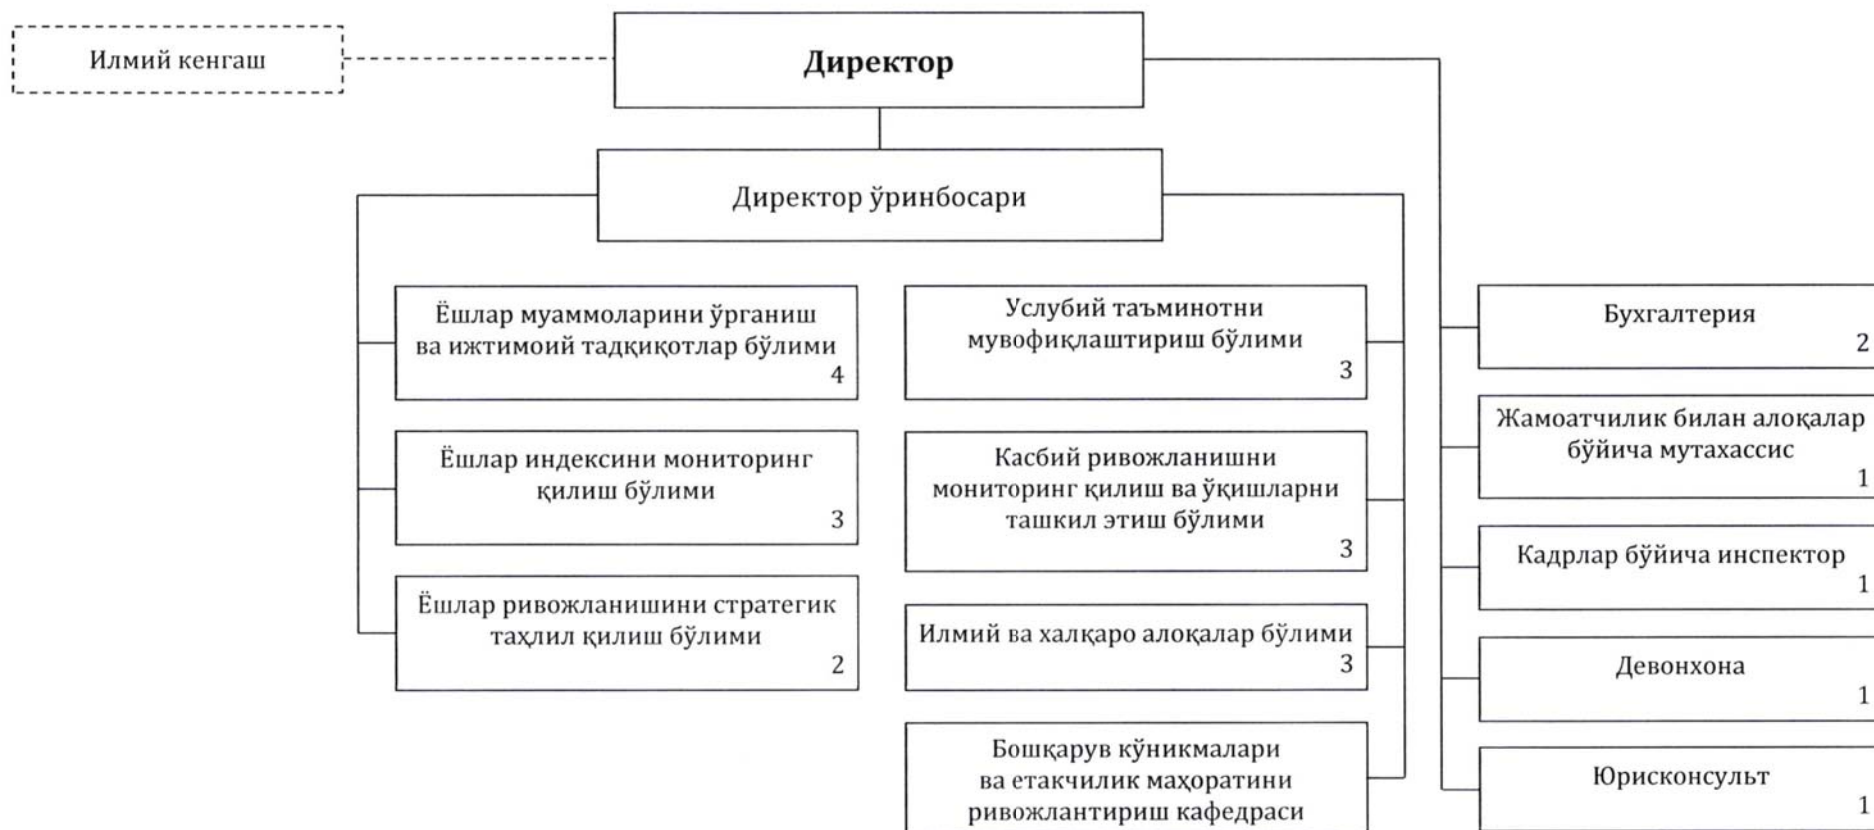 Илмий кенгаш
Директор
Директор ўринбосари
Ёшлар муаммоларини ўрганиш
ва ижтимоий тадқиқотлар бўлими
4
Ёшлар индексини мониторинг
қилиш бўлими
3
Ёшлар ривожланишини стратегик
таҳлил қилиш бўлими
2
Услубий таъминотни
мувофиқлаштириш бўлими
3
Касбий ривожланишни
мониторинг қилиш ва ўқишларни
ташкил этиш бўлими
3
Илмий ва халқаро алоқалар бўлими
3
Бошқарув кўникмалари
ва етакчилик маҳоратини
ривожлантириш кафедраси
Бухгалтерия
2
Жамоатчилик билан алоқалар
бўйича мутахассис
1
Кадрлар бўйича инспектор
1
Девонхона
1
Юрисконсульт
1